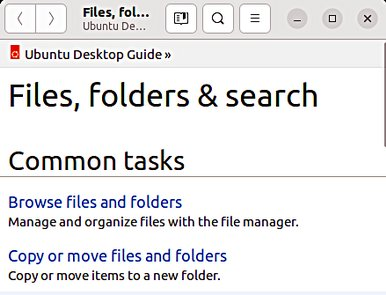 Files, fol...
Ubuntu De...
Ubuntu Desktop Guide »
Files, folders & search
Common tasks
Browse files and folders
Manage and organize files with the file manager.
Copy or move files and folders
Copy or move items to a new folder.